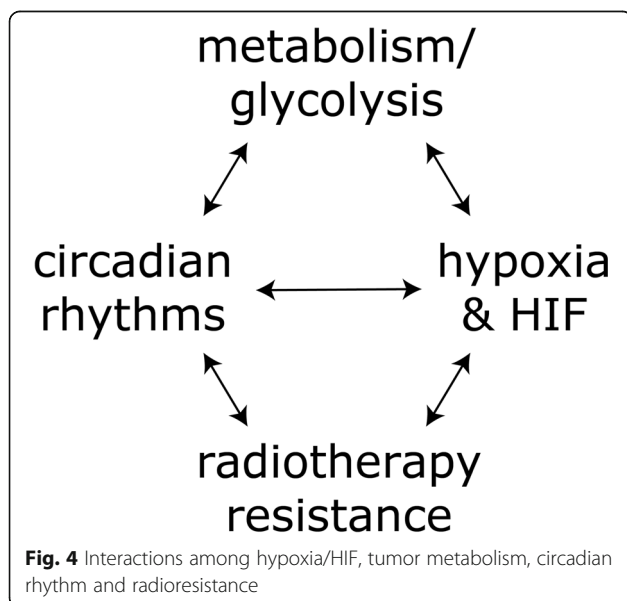 metabolism/
glycolysis
circadian
rhythms
hypoxia
& HIF
radiotherapy
resistance
Fig. 4 Interactions among hypoxia/HIF, tumor metabolism, circadian
rhythm and radioresistance